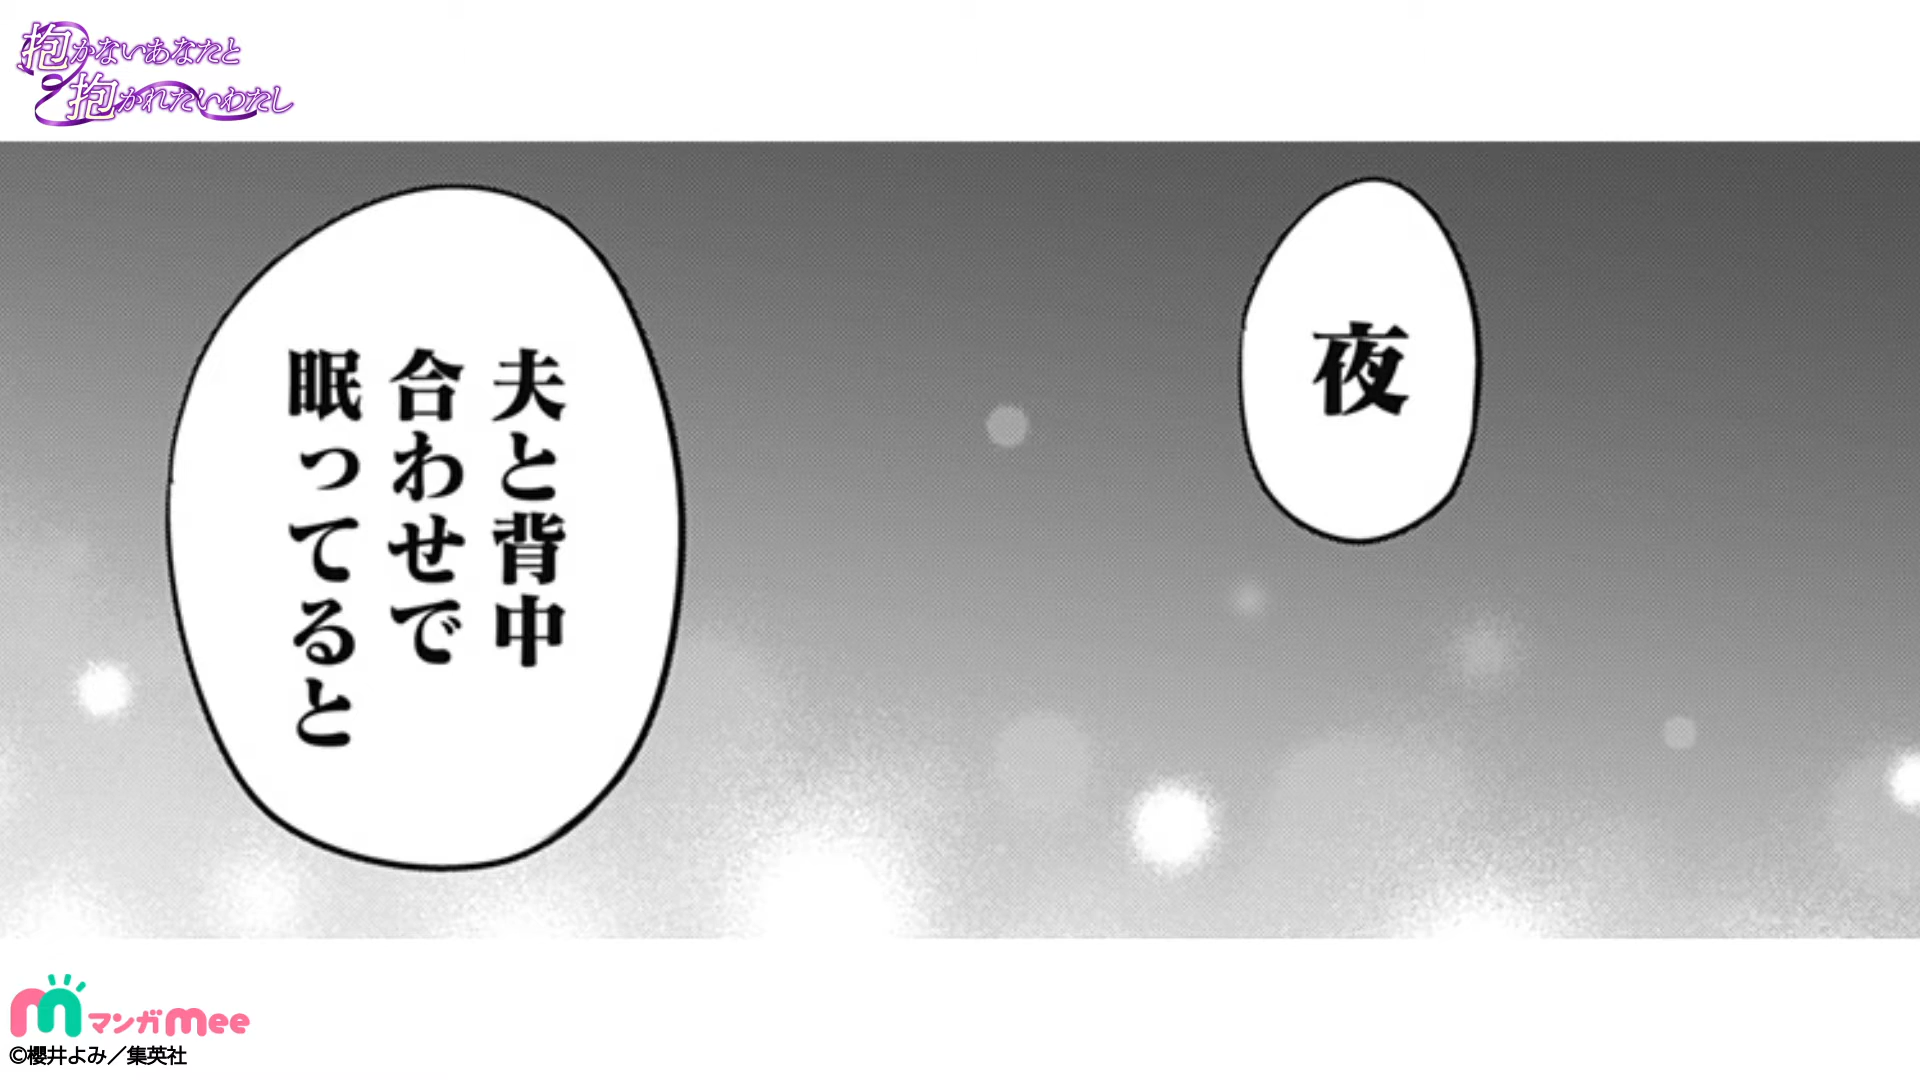 抱かないあなたと
抱かれたいわたし
夜
夫と背中
合わせで
眠ってると
マンガMee
©櫻井よみ／集英社